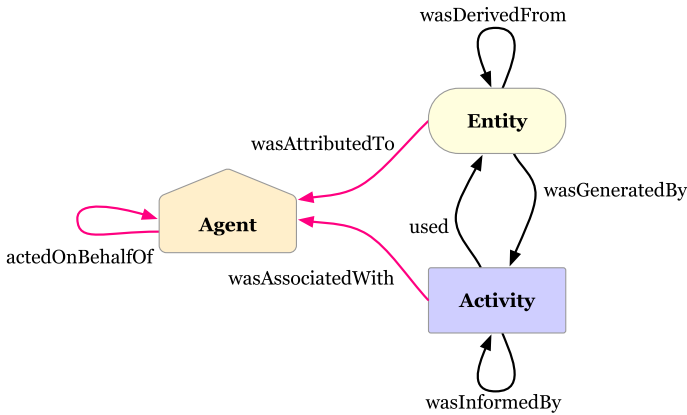 wasDerivedFrom
Entity
wasAttributedTo
wasGeneratedBy
Agent
used
actedOnBehalfOf
wasAssociatedWith
Activity
wasInformedBy